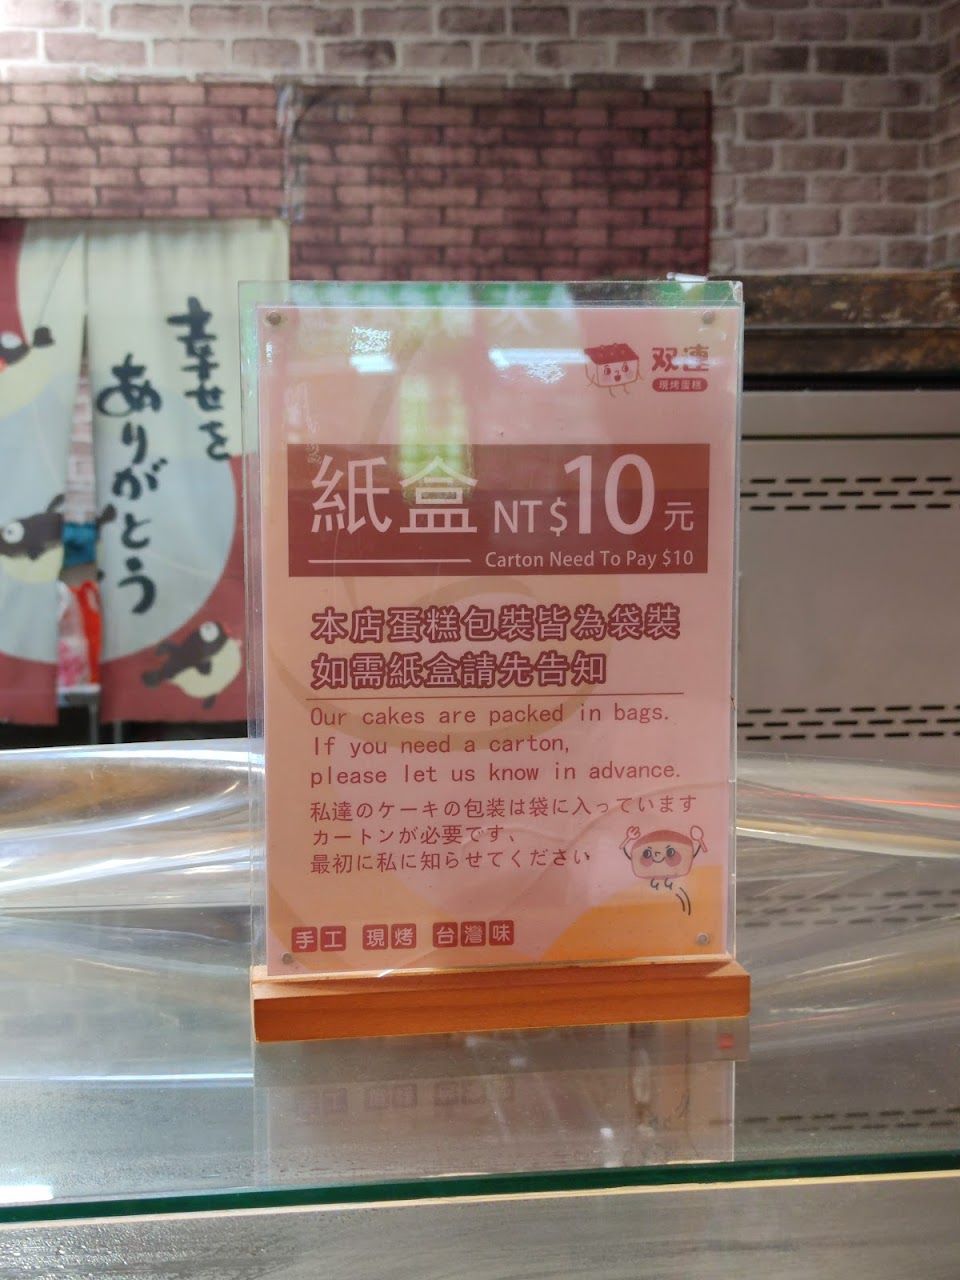 幸せを
ありがとう
双連
現烤蛋糕
紙盒 NT$10元
Carton Need To Pay $10
本店蛋糕包裝皆為袋裝
如需紙盒請先告知
Our cakes are packed in bags.
If you need a carton,
please let us know in advance.
私達のケーキの包装は袋に入っています
カートンが必要です、
最初に私に知らせてください
手工 現烤 台灣味